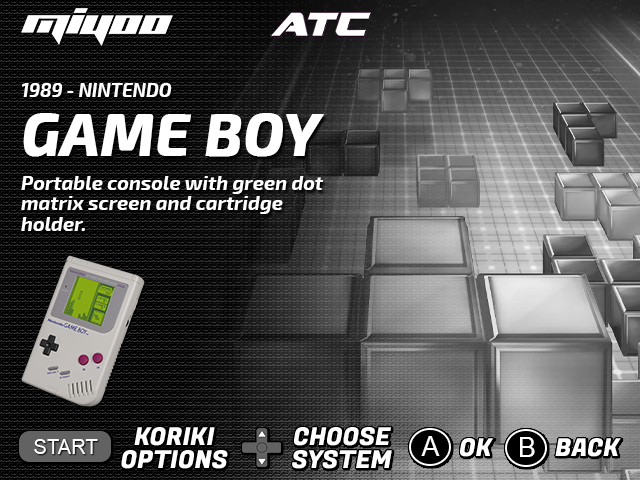 miyoo
ATC
1989 - NINTENDO
GAME BOY
Portable console with green dot
matrix screen and cartridge
holder.
Nintendo GAME BOY
START
KORIKI
OPTIONS
CHOOSE
SYSTEM
A
OK
B
BACK